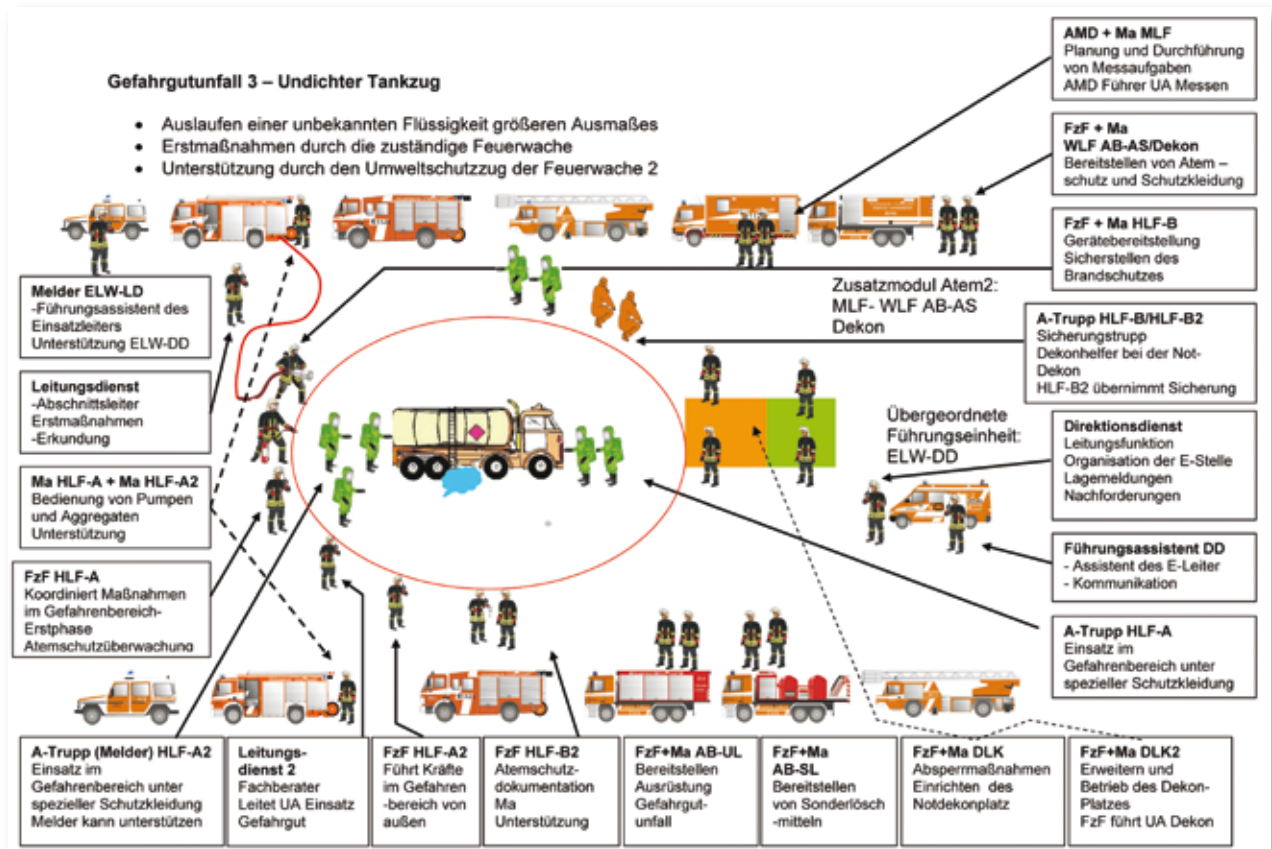 Gefahrgutunfall 3 – Undichter Tankzug
• Auslaufen einer unbekannten Flüssigkeit größeren Ausmaßes
• Erstmaßnahmen durch die zuständige Feuerwache
• Unterstützung durch den Umweltschutzzug der Feuerwache 2
AMD + Ma MLF
Planung und Durchführung
von Messaufgaben
AMD Führer UA Messen
FzF + Ma
WLF AB-AS/Dekon
Bereitstellen von Atem –
schutz und Schutzkleidung
FzF + Ma HLF-B
Gerätebereitstellung
Sicherstellen des
Brandschutzes
Zusatzmodul Atem2:
MLF- WLF AB-AS
Dekon
A-Trupp HLF-B/HLF-B2
Sicherungstrupp
Dekonhelfer bei der Not-
Dekon
HLF-B2 übernimmt Sicherung
Übergeordnete
Führungseinheit:
ELW-DD
Direktionsdienst
Leitungsfunktion
Organisation der E-Stelle
Lagemeldungen
Nachforderungen
Führungsassistent DD
- Assistent des E-Leiter
- Kommunikation
A-Trupp HLF-A
Einsatz im
Gefahrenbereich unter
spezieller Schutzkleidung
Melder ELW-LD
-Führungsassistent des
Einsatzleiters
Unterstützung ELW-DD
Leitungsdienst
-Abschnittsleiter
Erstmaßnahmen
-Erkundung
Ma HLF-A + Ma HLF-A2
Bedienung von Pumpen
und Aggregaten
Unterstützung
FzF HLF-A
Koordiniert Maßnahmen
im Gefahrenbereich-
Erstphase
Atemschutzüberwachung
A-Trupp (Melder) HLF-A2
Einsatz im
Gefahrenbereich unter
spezieller Schutzkleidung
Melder kann unterstützen
Leitungs-
dienst 2
Fachberater
Leitet UA Einsatz
Gefahrgut
FzF HLF-A2
Führt Kräfte
im Gefahren
-bereich von
außen
FzF HLF-B2
Atemschutz-
dokumentation
Ma
Unterstützung
FzF+Ma AB-UL
Bereitstellen
Ausrüstung
Gefahrgut-
unfall
FzF+Ma
AB-SL
Bereitstellen
von Sonderlösch
-mitteln
FzF+Ma DLK
Absperrmaßnahmen
Einrichten des
Notdekonplatz
FzF+Ma DLK2
Erweitern und
Betrieb des Dekon-
Platzes
FzF führt UA Dekon